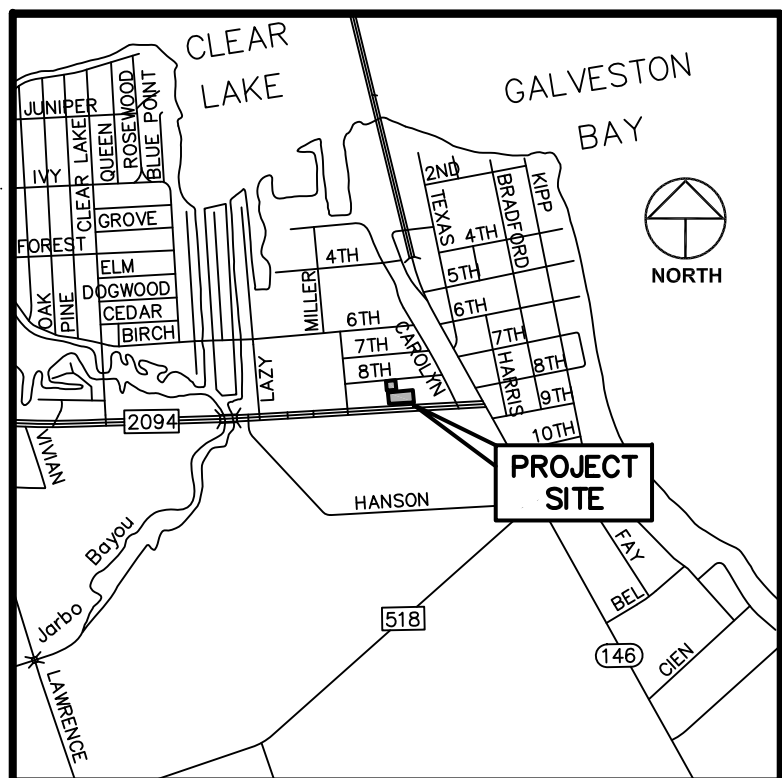 CLEAR
LAKE
GALVESTON
BAY
JUNIPER
CLEAR LAKE
QUEEN
ROSEWOOD
BLUE POINT
IVY
GROVE
FOREST
ELM
DOGWOOD
CEDAR
BIRCH
OAK
PINE
MILLER
4TH
6TH
7TH
8TH
CAROLYN
LAZY
2ND
TEXAS
BRADFORD
KIPP
4TH
5TH
6TH
7TH
HARRIS
8TH
9TH
10TH
NORTH
2094
VIVIAN
HANSON
PROJECT
SITE
Jarbo Bayou
518
FAY
BEL
146
CIEN
LAWRENCE